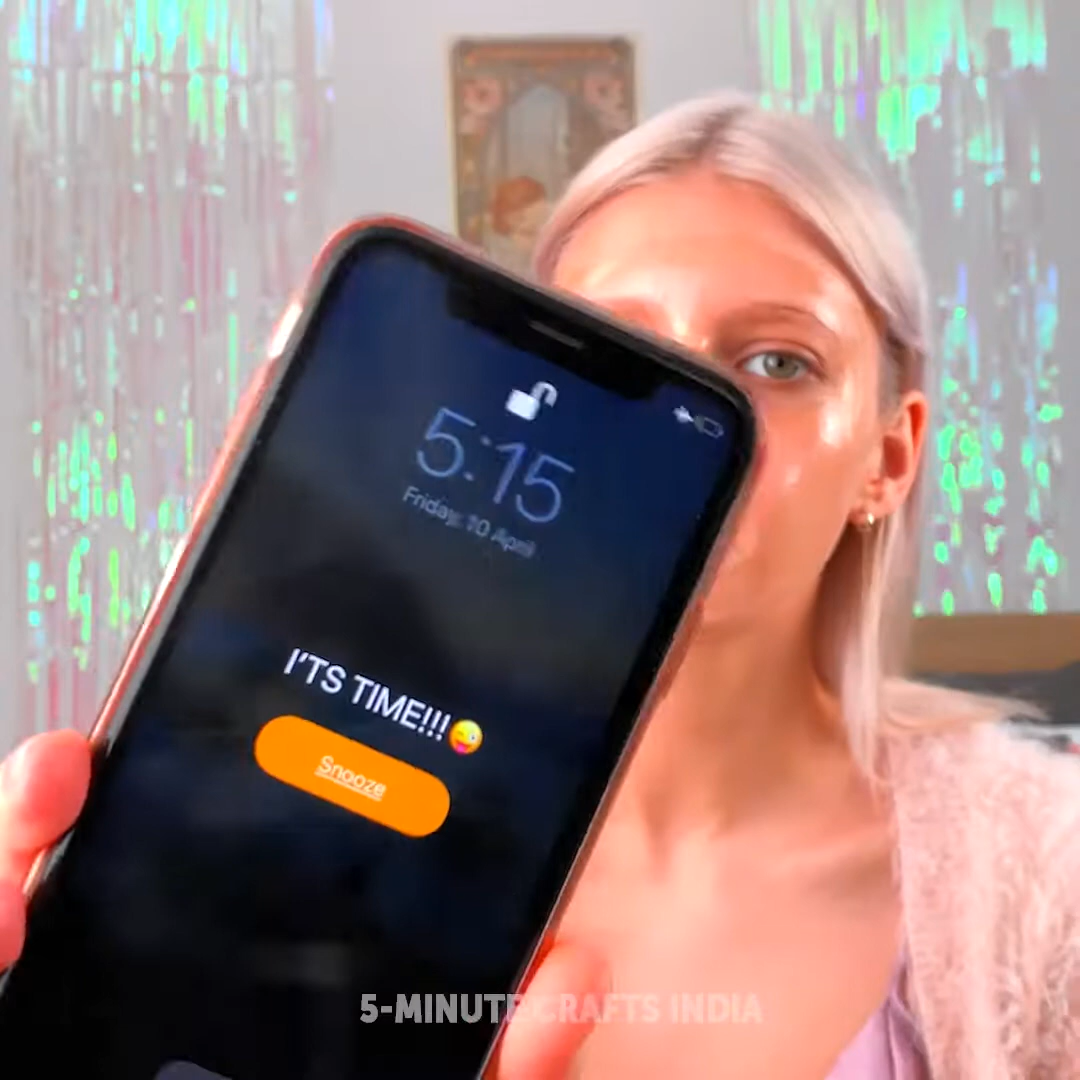 5:15
Friday, 10 April
I'TS TIME!!!😜
Snooze
5-MINUTE CRAFTS INDIA